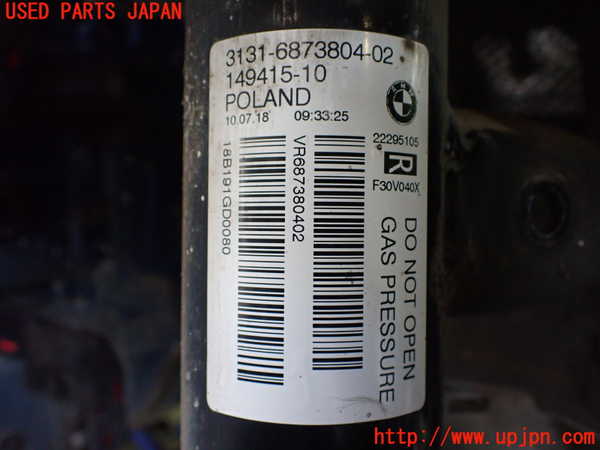 USED PARTS JAPAN
3131-6873804-02
149415-10
POLAND
10.07.18 09:33:25
BMW
22295105
R
F30V040X
18B191GD0080
VR687380402
DO NOT OPEN
GAS PRESSURE
http://www.upjpn.com/